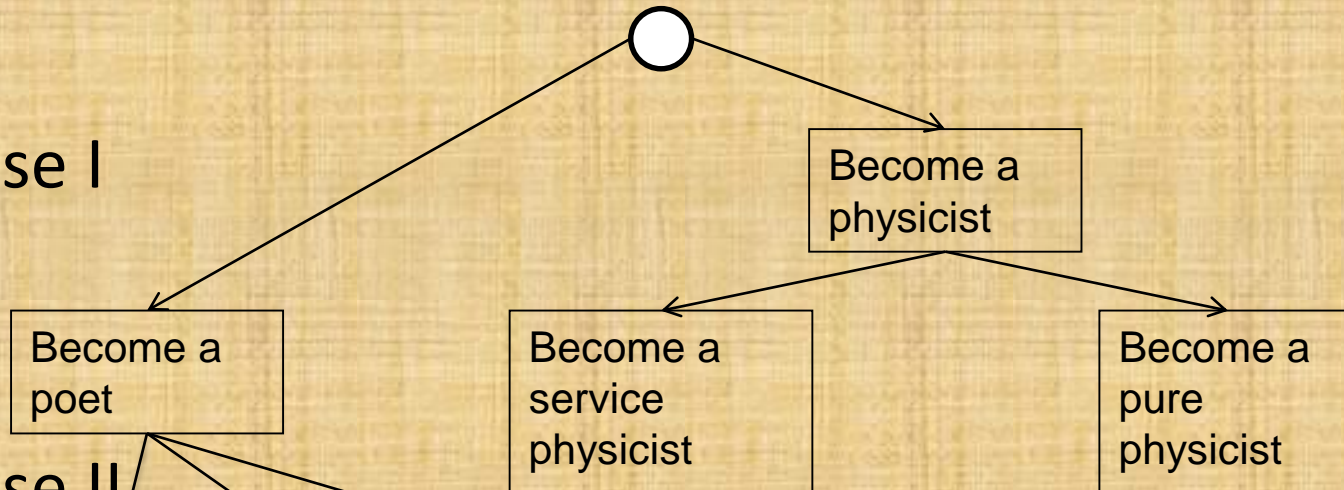 se I
Become a
physicist
Become a
poet
Become a
service
physicist
Become a
pure
physicist
se II